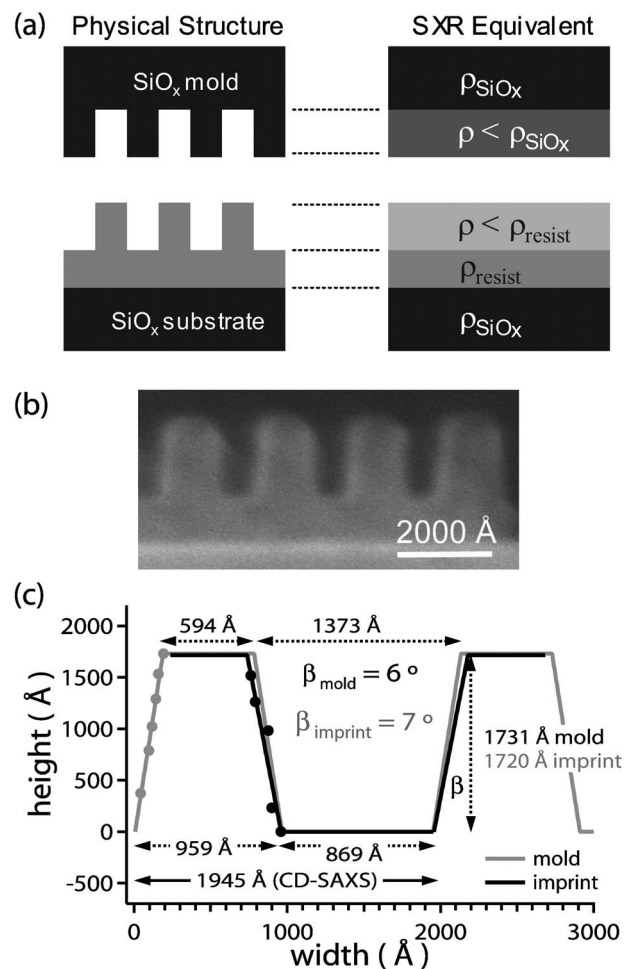 (a)
Physical Structure
SXR Equivalent
SiOₓ mold
ρSiOₓ
ρ < ρSiOₓ
ρ < ρresist
ρresist
SiOₓ substrate
ρSiOₓ
(b)
2000 Å
(c)
2000
1500
1000
500
0
-500
height ( Å )
594 Å
1373 Å
βmold = 6 °
βimprint = 7 °
1731 Å mold
1720 Å imprint
β
959 Å
869 Å
1945 Å (CD-SAXS)
mold
imprint
0
1000
2000
3000
width ( Å )